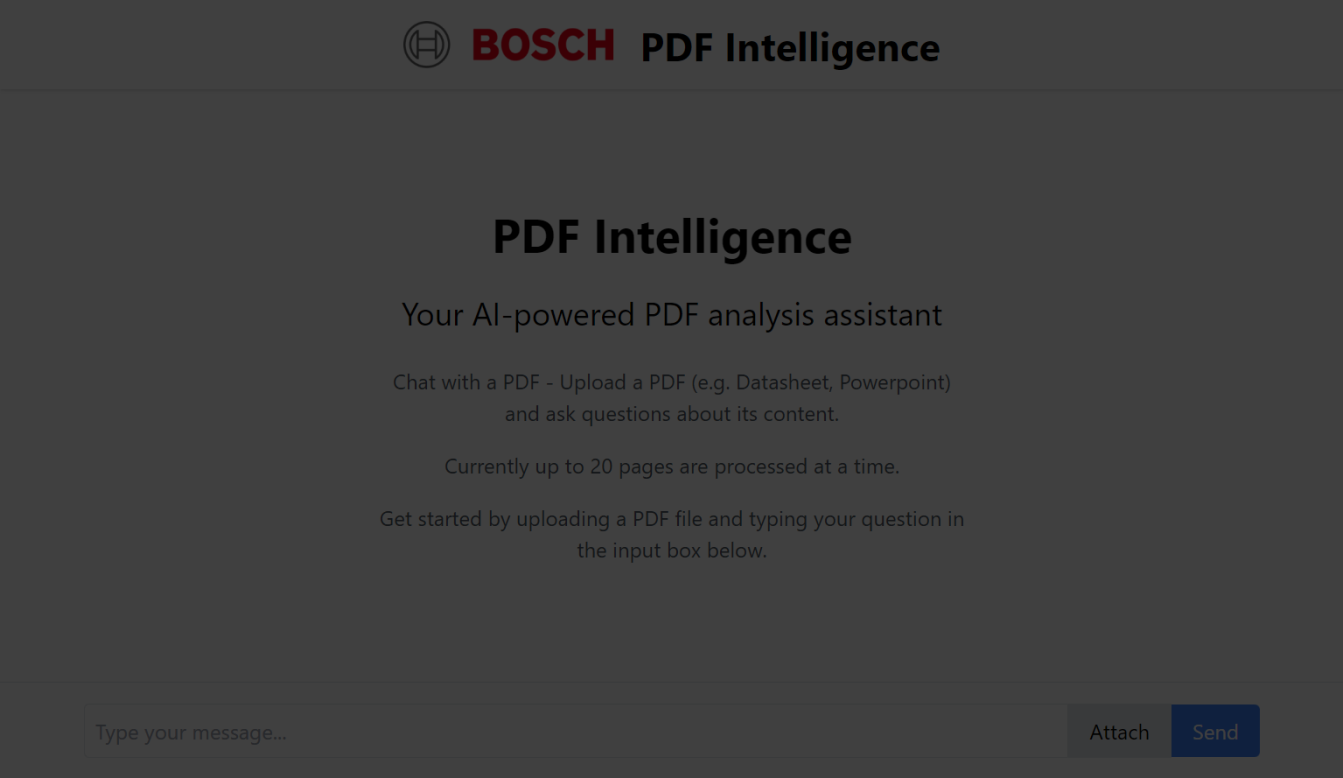 BOSCH PDF Intelligence
PDF Intelligence
Your AI-powered PDF analysis assistant
Chat with a PDF - Upload a PDF (e.g. Datasheet, Powerpoint)
and ask questions about its content.
Currently up to 20 pages are processed at a time.
Get started by uploading a PDF file and typing your question in
the input box below.
Type your message... Attach Send